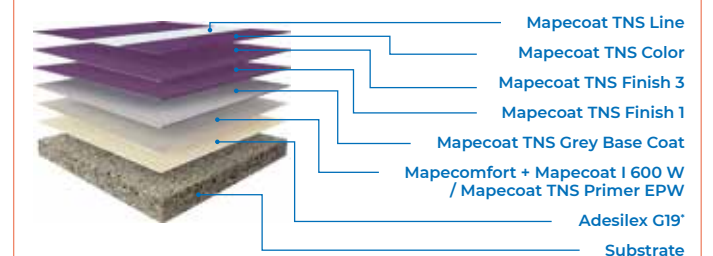 Mapecoat TNS Line
Mapecoat TNS Color
Mapecoat TNS Finish 3
Mapecoat TNS Finish 1
Mapecoat TNS Grey Base Coat
Mapecomfort + Mapecoat I 600 W
/ Mapecoat TNS Primer EPW
Adesilex G19*
Substrate